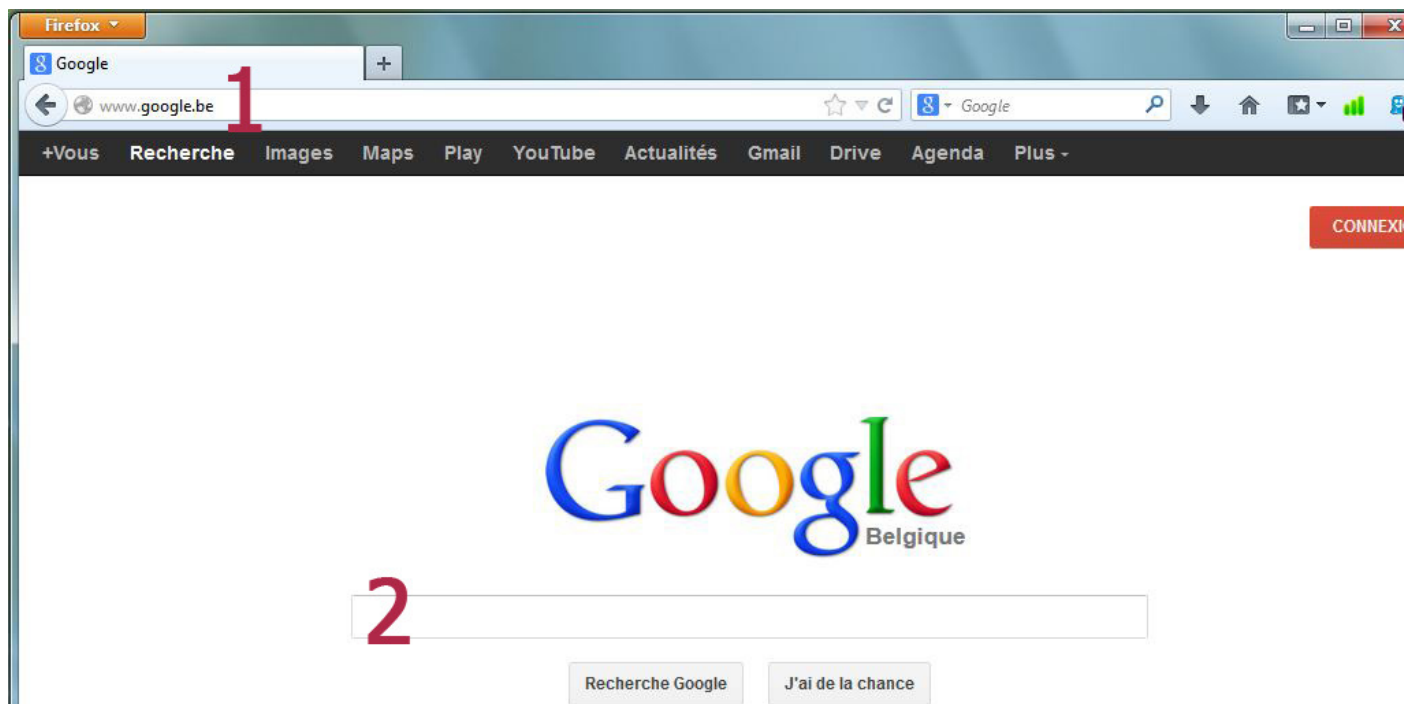 Firefox
Google
1
www.google.be
Google
+Vous Recherche Images Maps Play YouTube Actualités Gmail Drive Agenda Plus
CONNEXI
Google
Belgique
2
Recherche Google J'ai de la chance